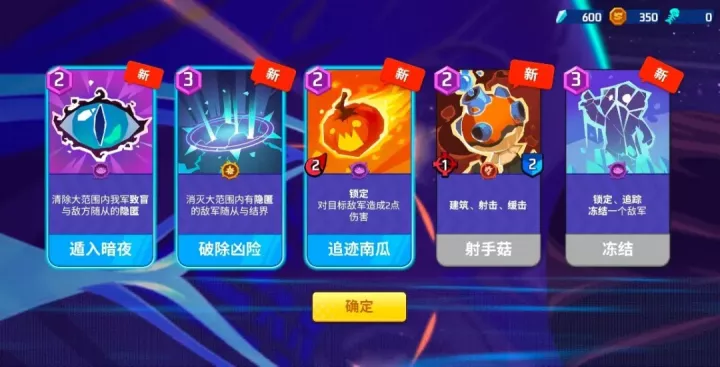 600 350 0
2 新 3 新 2 新 2 新 3 新
2
1 2
清除大范围内我军致盲
与敌方随从的隐匿
遁入暗夜
消灭大范围内有隐匿
的敌军随从与结界
破除凶险
锁定
对目标敌军造成2点
伤害
追迹南瓜
建筑、射击、缓击
射手菇
锁定、追踪
冻结一个敌军
冻结
确定